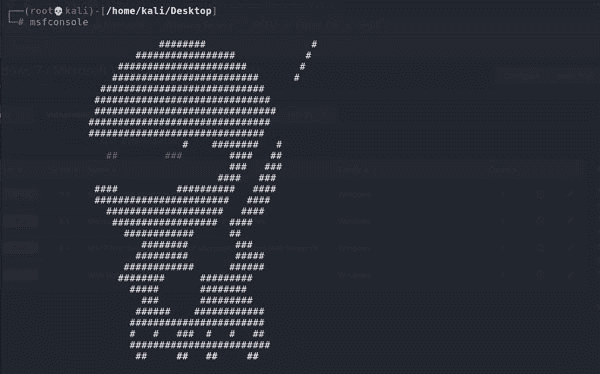 ┌──(root💀kali)-[/home/kali/Desktop]
└─# msfconsole